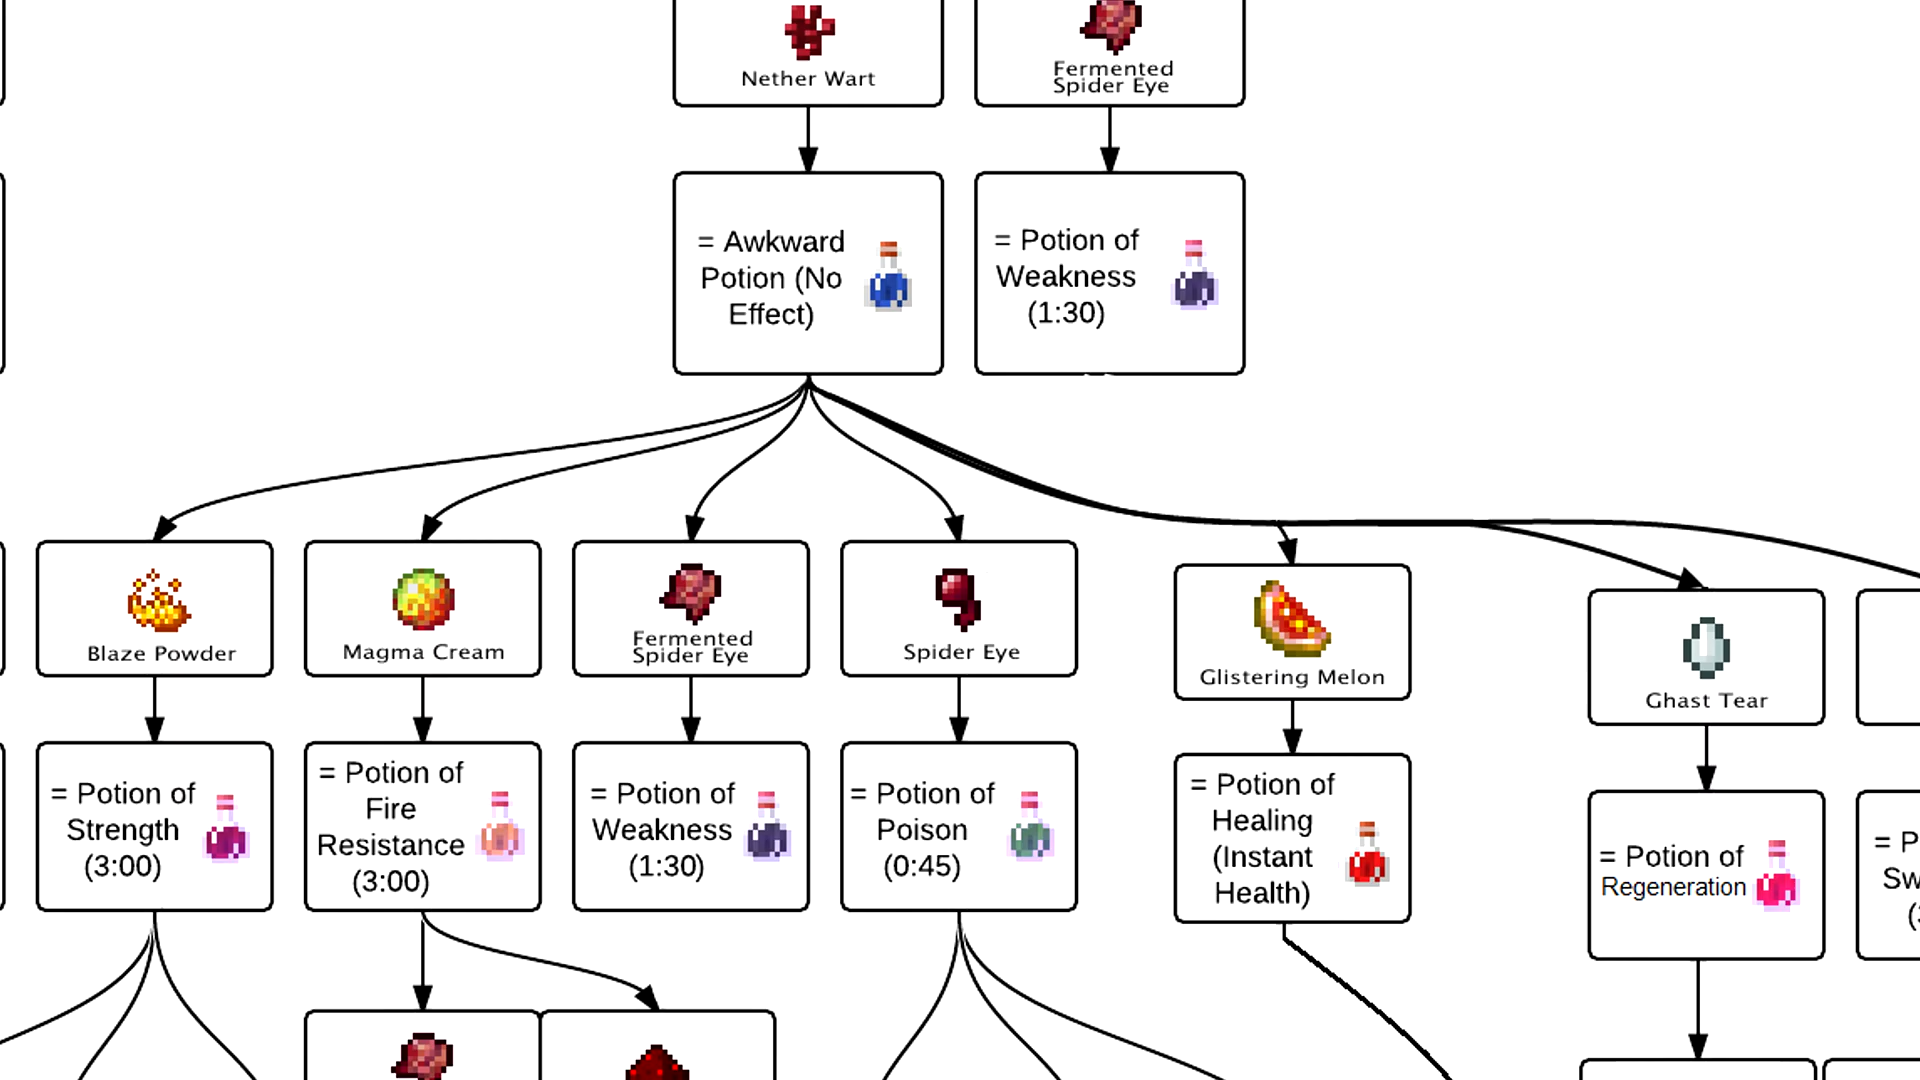 Nether Wart
Fermented
Spider Eye
= Awkward
Potion (No
Effect)
= Potion of
Weakness
(1:30)
Blaze Powder
Magma Cream
Fermented
Spider Eye
Spider Eye
Glistering Melon
Ghast Tear
= Potion of
Strength
(3:00)
= Potion of
Fire
Resistance
(3:00)
= Potion of
Weakness
(1:30)
= Potion of
Poison
(0:45)
= Potion of
Healing
(Instant
Health)
= Potion of
Regeneration